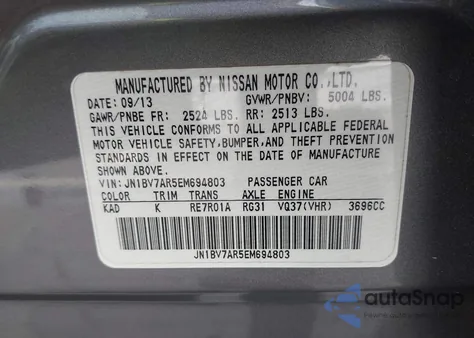 MANUFACTURED BY NISSAN MOTOR CO.,LTD.
DATE: 09/13 GVWR/PNBV: 5004 LBS.
GAWR/PNBE FR: 2524 LBS. RR: 2513 LBS.
THIS VEHICLE CONFORMS TO ALL APPLICABLE FEDERAL
MOTOR VEHICLE SAFETY, BUMPER, AND THEFT PREVENTION
STANDARDS IN EFFECT ON THE DATE OF MANUFACTURE
SHOWN ABOVE.
VIN: JN1BV7AR5EM694803 PASSENGER CAR
COLOR TRIM TRANS AXLE ENGINE
KAD K RE7R01A RG31 VQ37(VHR) 3696CC
JN1BV7AR5EM694803
autoSnap